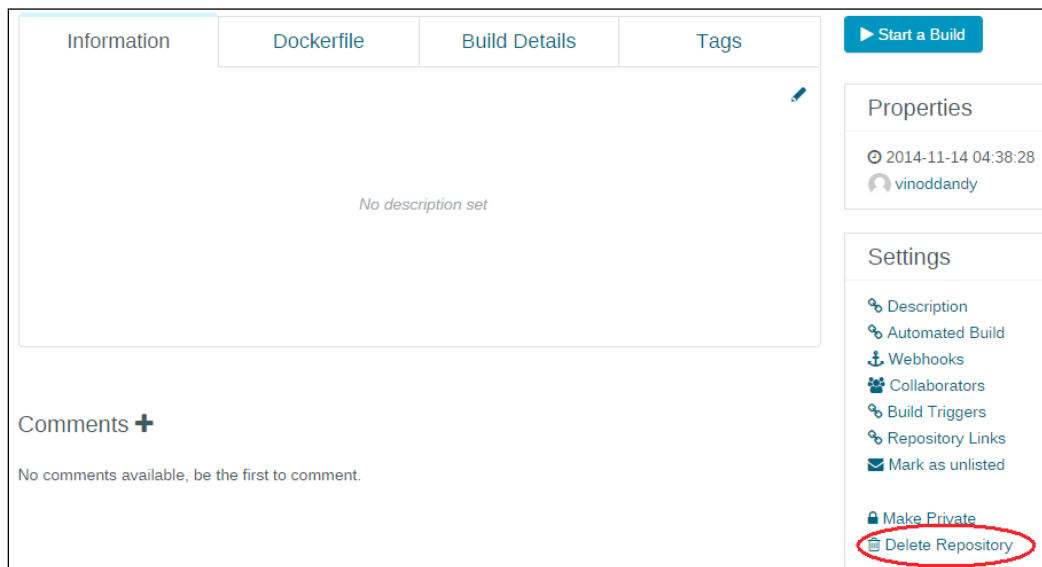 Information
Dockerfile
Build Details
Tags
No description set
Comments
No comments available, be the first to comment.
Start a Build
Properties
2014-11-14 04:38:28
vinoddandy
Settings
Description
Automated Build
Webhooks
Collaborators
Build Triggers
Repository Links
Mark as unlisted
Make Private
Delete Repository